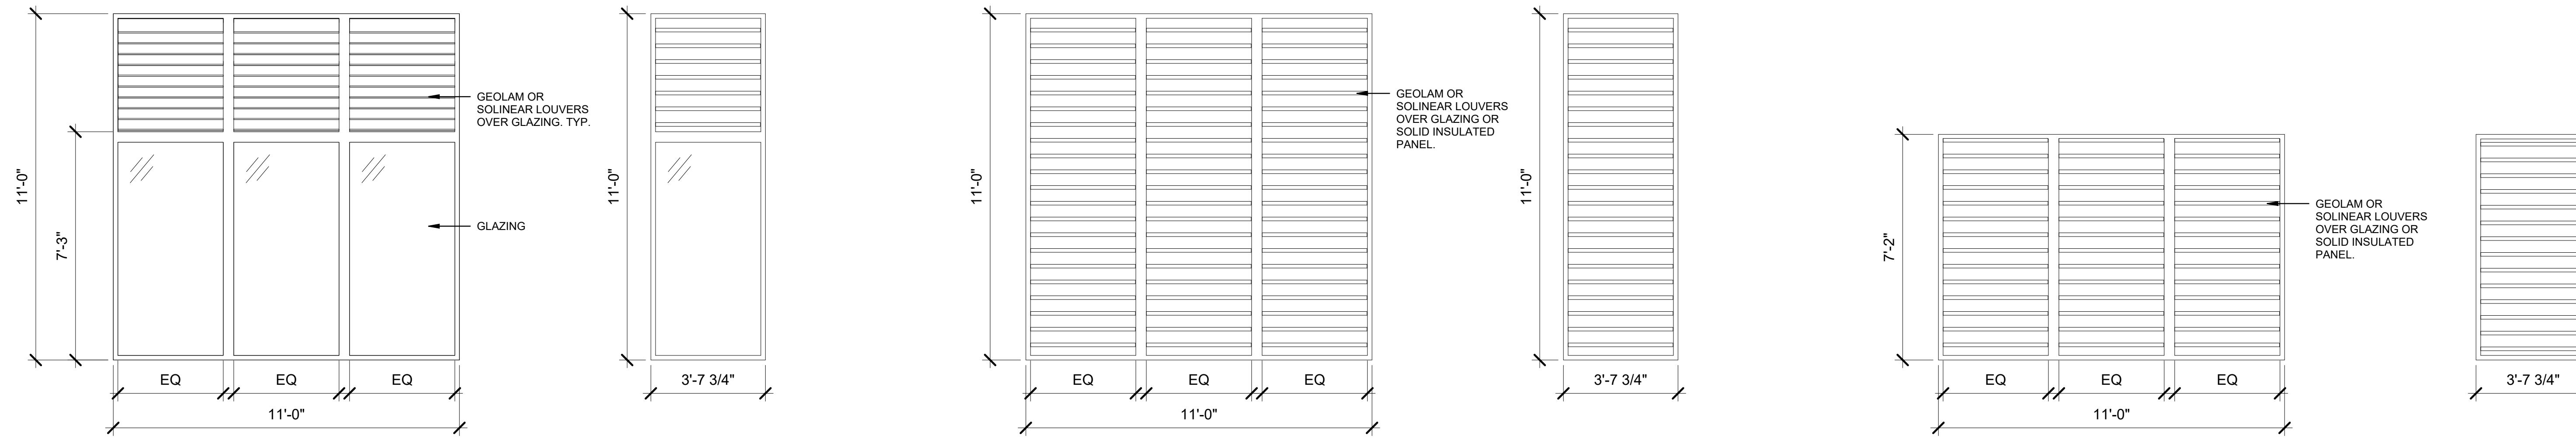 11'-0"
7'-3"
GEOLAM OR
SOLINEAR LOUVERS
OVER GLAZING. TYP.
GLAZING
EQ EQ EQ
11'-0"
11'-0"
3'-7 3/4"
11'-0"
GEOLAM OR
SOLINEAR LOUVERS
OVER GLAZING OR
SOLID INSULATED
PANEL.
EQ EQ EQ
11'-0"
11'-0"
3'-7 3/4"
7'-2"
GEOLAM OR
SOLINEAR LOUVERS
OVER GLAZING OR
SOLID INSULATED
PANEL.
EQ EQ EQ
11'-0"
3'-7 3/4"